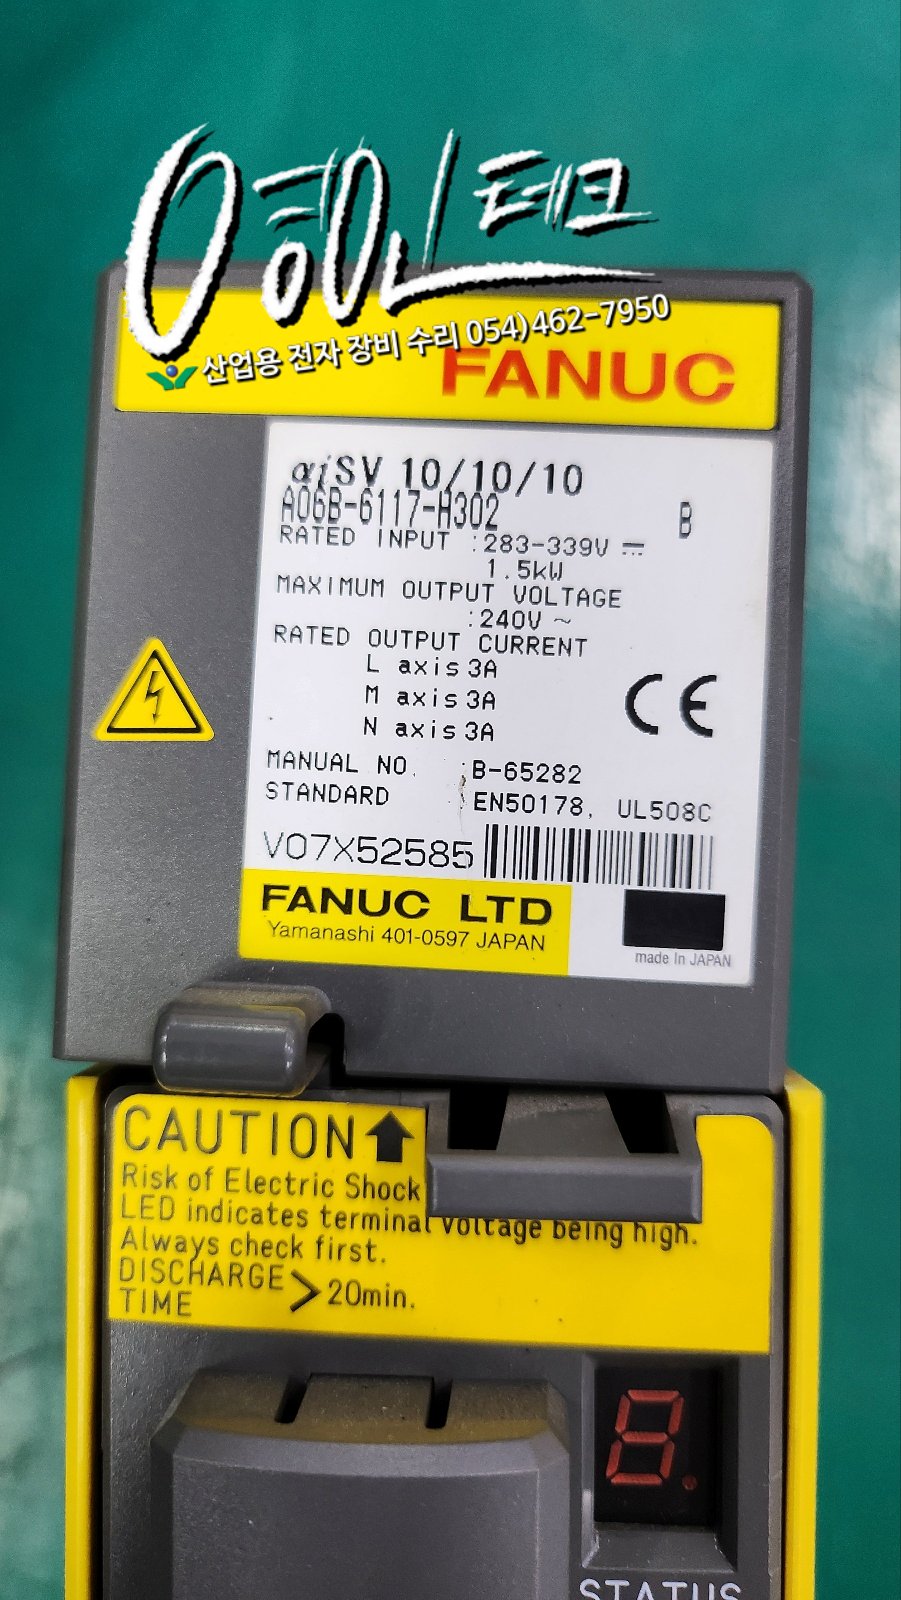 영인테크
산업용 전자 장비 수리 054)462-7950
FANUC
αiSV 10/10/10
A06B-6117-H302 B
RATED INPUT :283-339V ⎓
1.5kW
MAXIMUM OUTPUT VOLTAGE
:240V ~
RATED OUTPUT CURRENT
L axis 3A
M axis 3A
N axis 3A
CE
MANUAL NO. :B-65282
STANDARD :EN50178, UL508C
V07X52585
FANUC LTD
Yamanashi 401-0597 JAPAN
made In JAPAN
CAUTION
Risk of Electric Shock
LED indicates terminal voltage being high.
Always check first.
DISCHARGE
TIME > 20min.
8.
STATUS